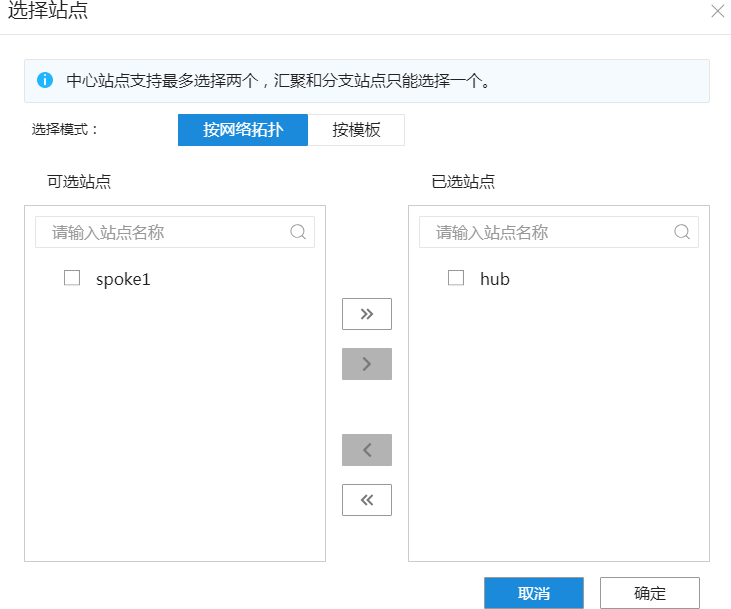 选择站点
中心站点支持最多选择两个，汇聚和分支站点只能选择一个。
选择模式：
按网络拓扑 按模板
可选站点
请输入站点名称
spoke1
已选站点
请输入站点名称
hub
取消 确定